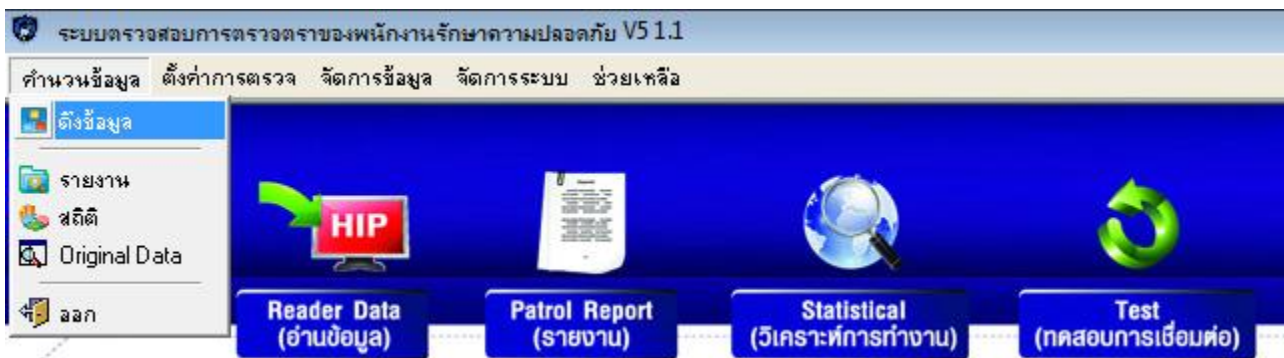 ระบบตรวจสอบการตรวจตราของพนักงานรักษาความปลอดภัย V5 1.1
คำนวนข้อมูล ตั้งค่าการตรวจ จัดการข้อมูล จัดการระบบ ช่วยเหลือ
ดึงข้อมูล
รายงาน
สถิติ
Original Data
ออก
HIP
Reader Data
(อ่านข้อมูล)
Patrol Report
(รายงาน)
Statistical
(วิเคราะห์การทำงาน)
Test
(ทดสอบการเชื่อมต่อ)